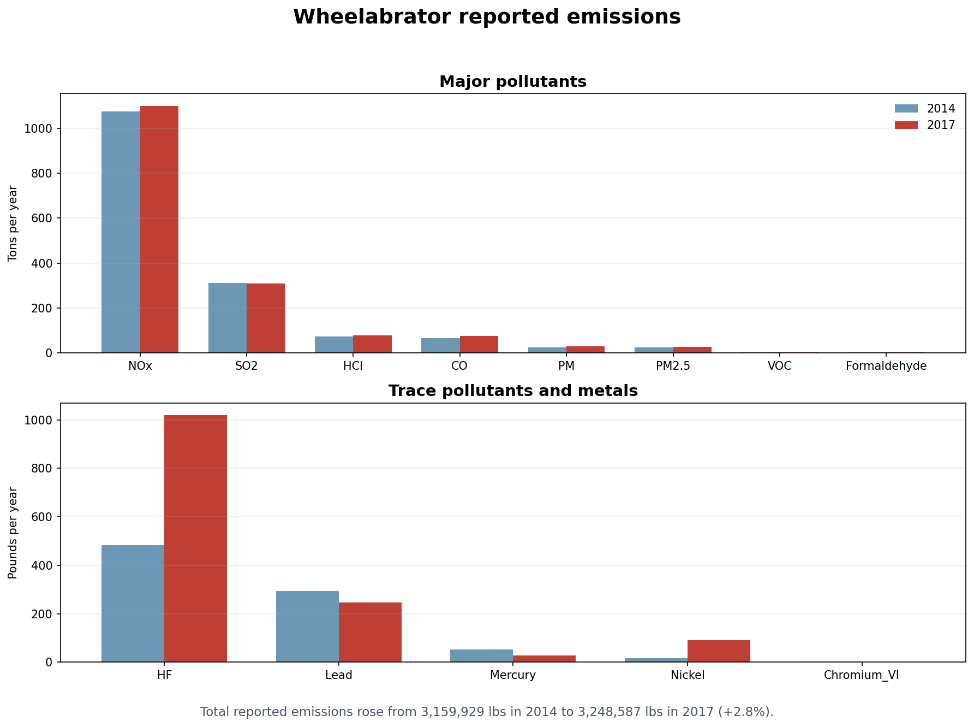 Wheelabrator reported emissions
Major pollutants
2014
2017
Tons per year
1000
800
600
400
200
0
NOx SO2 HCl CO PM PM2.5 VOC Formaldehyde
Trace pollutants and metals
Pounds per year
1000
800
600
400
200
0
HF Lead Mercury Nickel Chromium_VI
Total reported emissions rose from 3,159,929 lbs in 2014 to 3,248,587 lbs in 2017 (+2.8%).